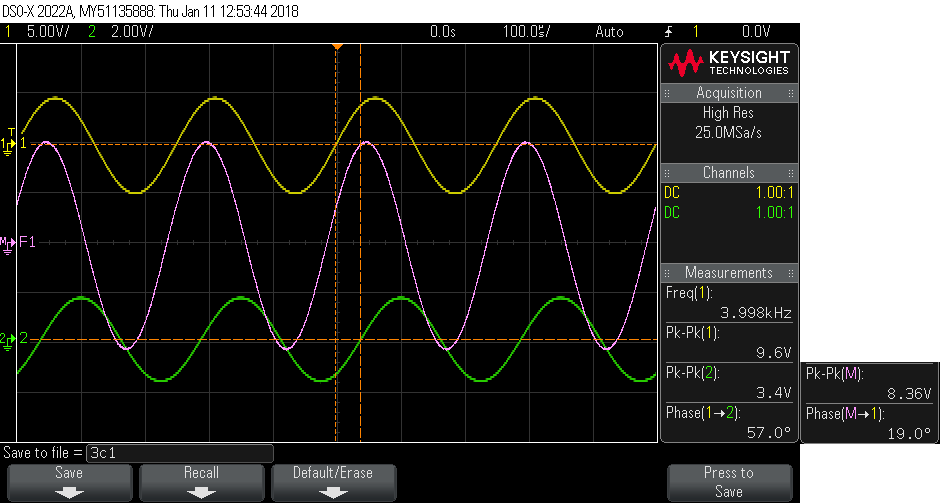 DSO-X 2022A, MY51135888: Thu Jan 11 12:53:44 2018
1 5.00V/ 2 2.00V/ 0.0s 100.0s/ Auto 1 0.0V
KEYSIGHT
TECHNOLOGIES
Acquisition
High Res
25.0MSa/s
Channels
DC 1.00:1
DC 1.00:1
Measurements
Freq(1):
3.998kHz
Pk-Pk(1):
9.6V
Pk-Pk(2):
3.4V
Phase(1→2):
57.0°
Pk-Pk(M):
8.36V
Phase(M→1):
19.0°
T
1 1
M F1
2 2
Save to file = 3c1
Save
Recall
Default/Erase
Press to
Save